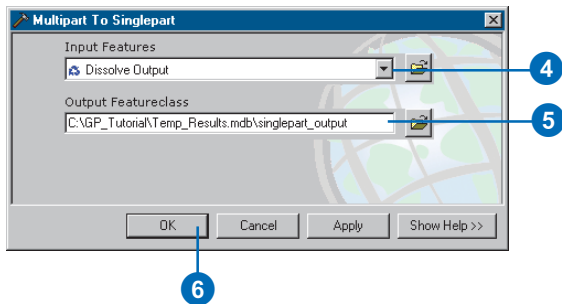 Multipart To Singlepart
Input Features
Dissolve Output
4
Output Featureclass
C:\GP_Tutorial\Temp_Results.mdb\singlepart_output
5
OK Cancel Apply Show Help >>
6